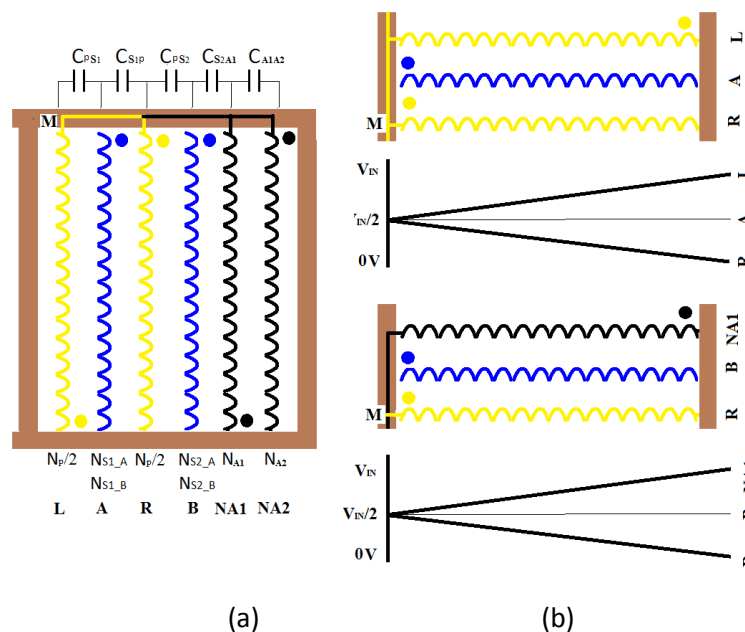 CPS1 CS1P CPS2 CS2A1 CA1A2
M
NP/2 NS1_A NP/2 NS2_A NA1 NA2
NS1_B NS2_B
L A R B NA1 NA2
(a)
L
A
M R
VIN L
VIN/2 A
0V R
NA1
B
M R
VIN
VIN/2
0V
(b)